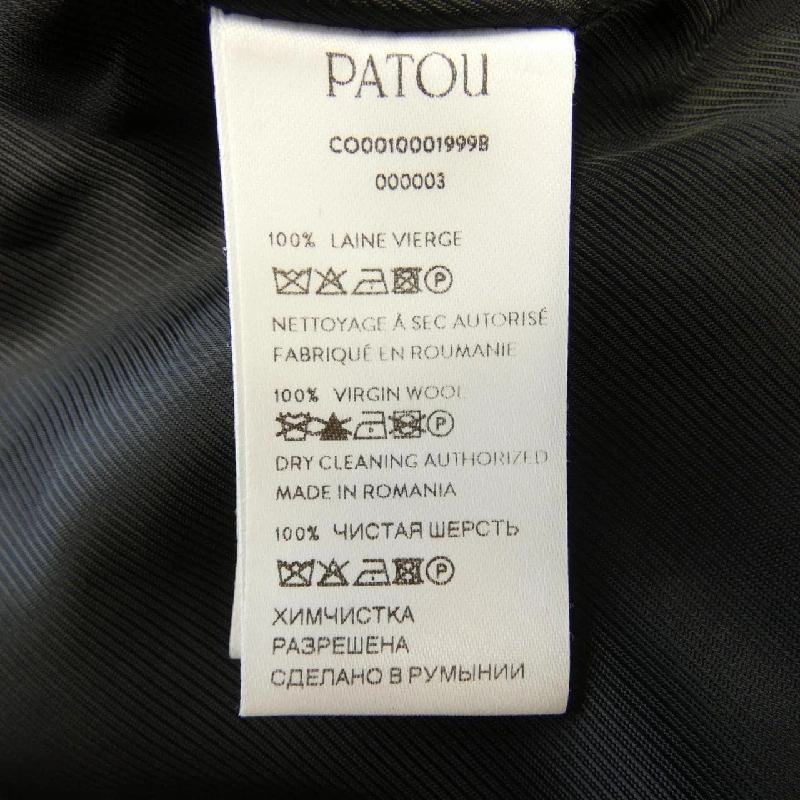 PATOU
CO0010001999B
000003
100% LAINE VIERGE
NETTOYAGE À SEC AUTORISÉ
FABRIQUÉ EN ROUMANIE
100% VIRGIN WOOL
DRY CLEANING AUTHORIZED
MADE IN ROMANIA
100% ЧИСТАЯ ШЕРСТЬ
ХИМЧИСТКА
РАЗРЕШЕНА
СДЕЛАНО В РУМЫНИИ